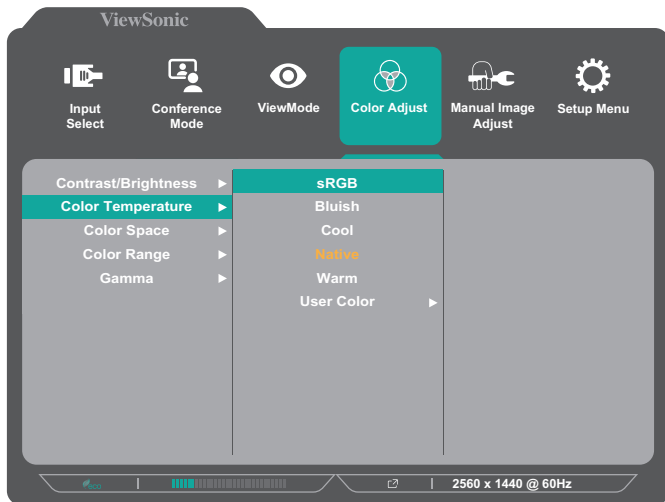 ViewSonic
Input Select
Conference Mode
ViewMode
Color Adjust
Manual Image Adjust
Setup Menu
Contrast/Brightness
Color Temperature
Color Space
Color Range
Gamma
sRGB
Bluish
Cool
Native
Warm
User Color
eco
2560 x 1440 @ 60Hz